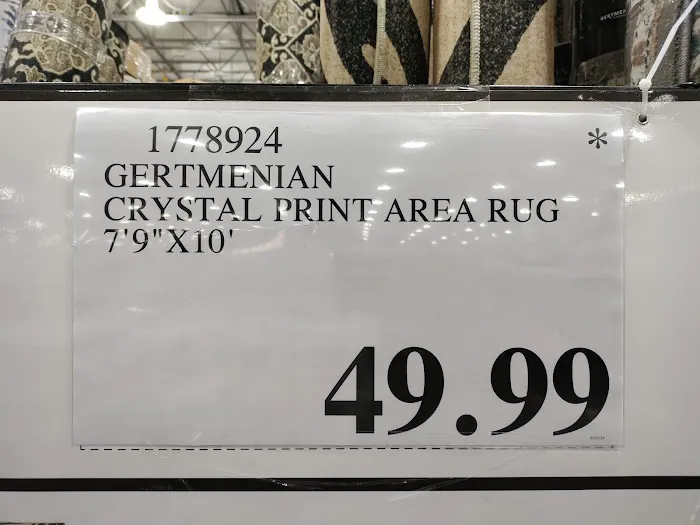 1778924 *
GERTMENIAN
CRYSTAL PRINT AREA RUG
7'9"X10'
49.99